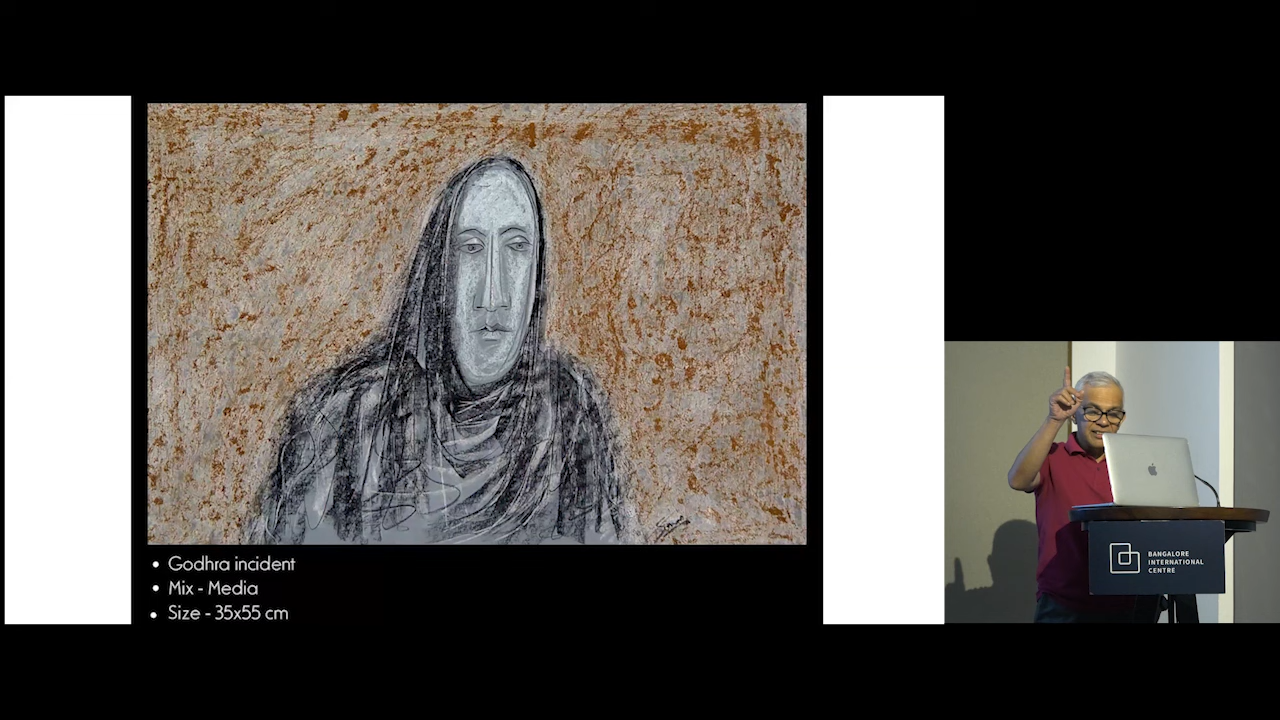 • Godhra incident
• Mix - Media
• Size - 35x55 cm
BANGALORE
INTERNATIONAL
CENTRE